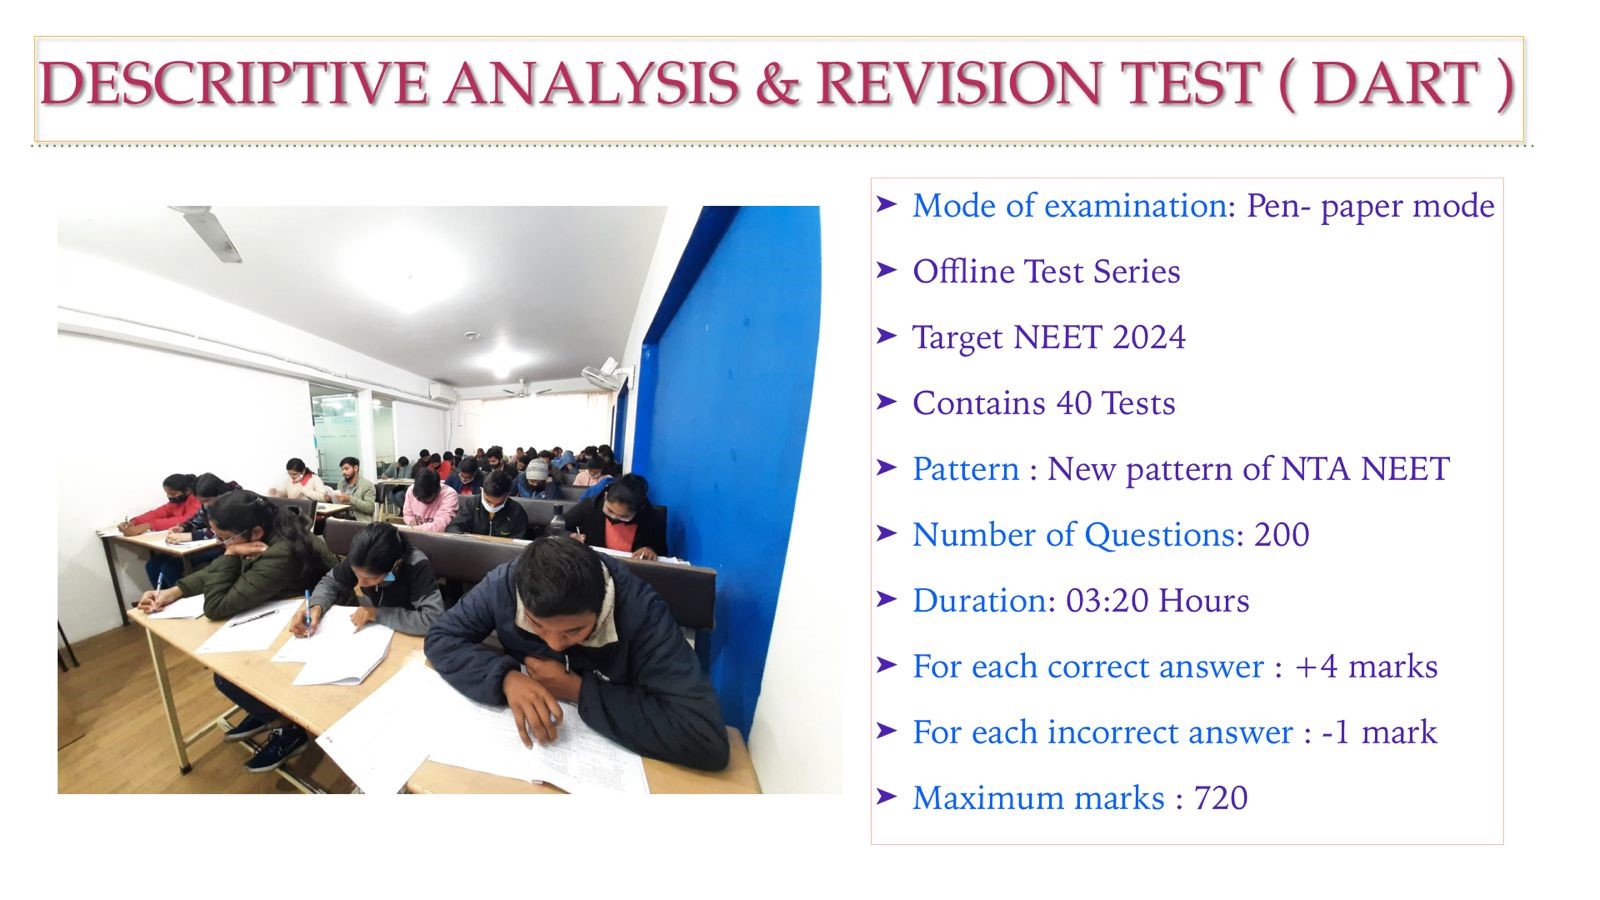 DESCRIPTIVE ANALYSIS & REVISION TEST ( DART )
➤ Mode of examination: Pen- paper mode
➤ Offline Test Series
➤ Target NEET 2024
➤ Contains 40 Tests
➤ Pattern : New pattern of NTA NEET
➤ Number of Questions: 200
➤ Duration: 03:20 Hours
➤ For each correct answer : +4 marks
➤ For each incorrect answer : -1 mark
➤ Maximum marks : 720